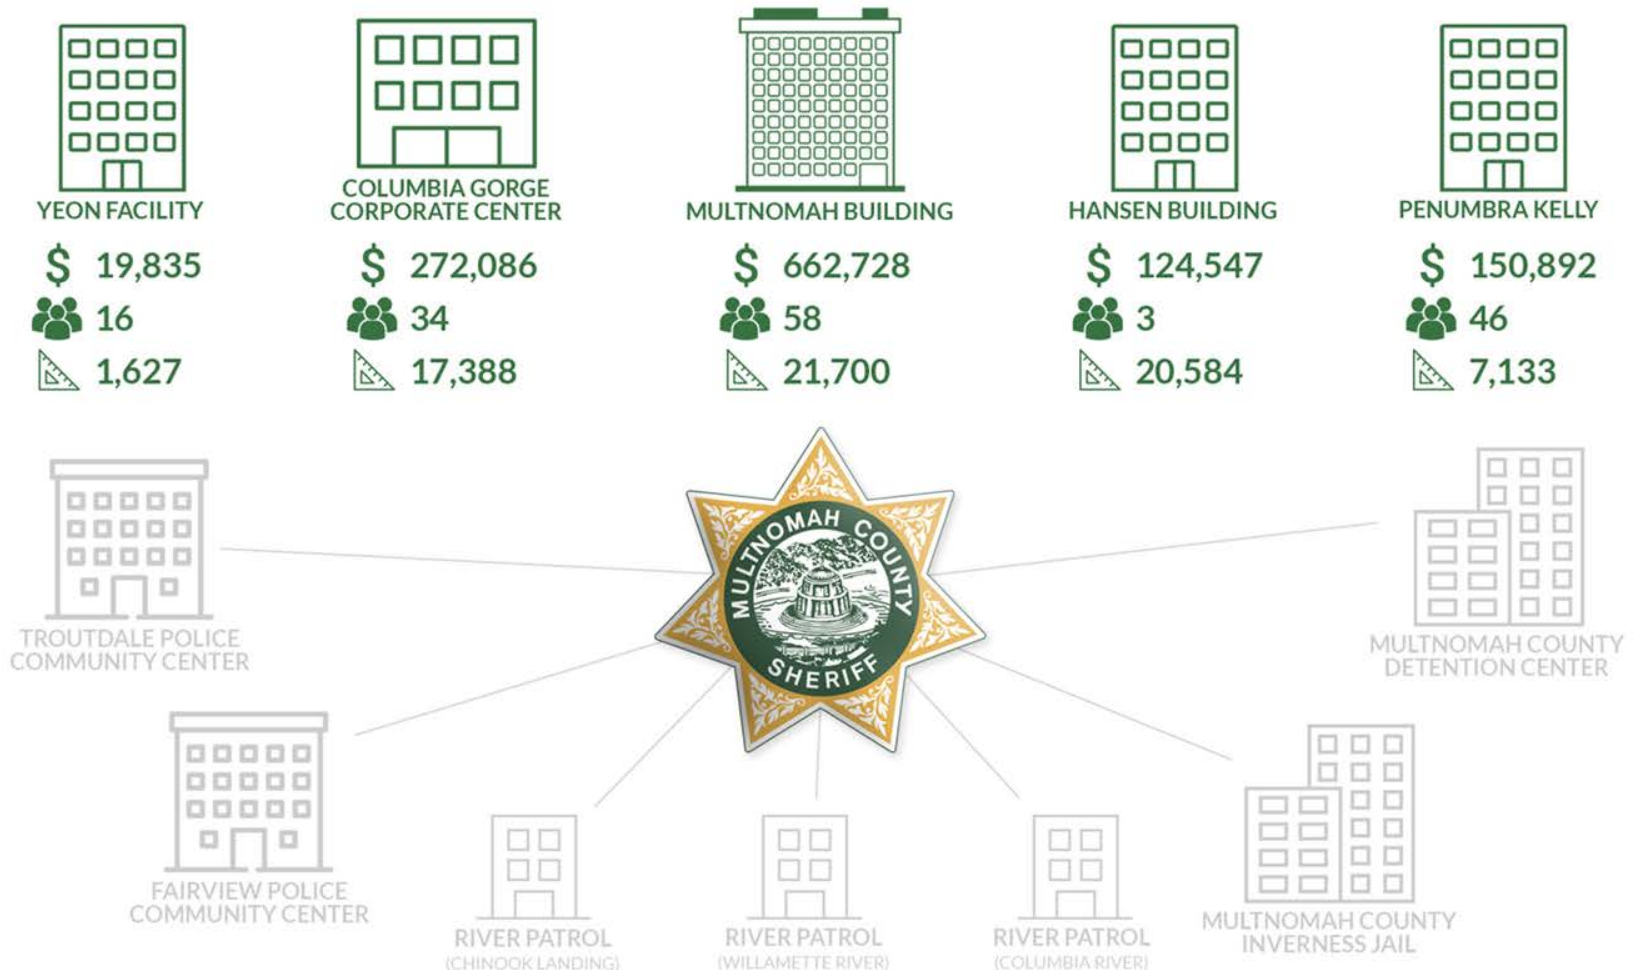 YEON FACILITY
$ 19,835
16
1,627
COLUMBIA GORGE
CORPORATE CENTER
$ 272,086
34
17,388
MULTNOMAH BUILDING
$ 662,728
58
21,700
HANSEN BUILDING
$ 124,547
3
20,584
PENUMBRA KELLY
$ 150,892
46
7,133
MULTNOMAH COUNTY
SHERIFF
TROUTDALE POLICE
COMMUNITY CENTER
MULTNOMAH COUNTY
DETENTION CENTER
FAIRVIEW POLICE
COMMUNITY CENTER
RIVER PATROL
(CHINOOK LANDING)
RIVER PATROL
(WILLAMETTE RIVER)
RIVER PATROL
(COLUMBIA RIVER)
MULTNOMAH COUNTY
INVERNESS JAIL